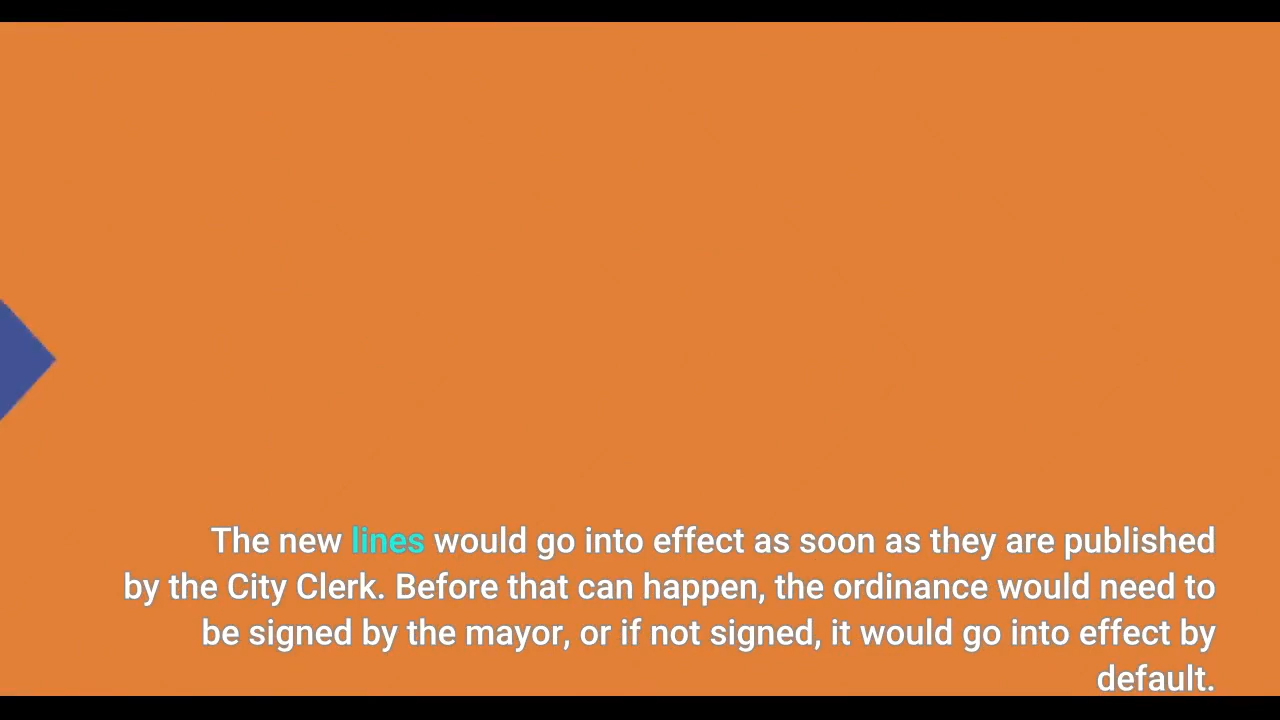 The new lines would go into effect as soon as they are published
by the City Clerk. Before that can happen, the ordinance would need to
be signed by the mayor, or if not signed, it would go into effect by
default.